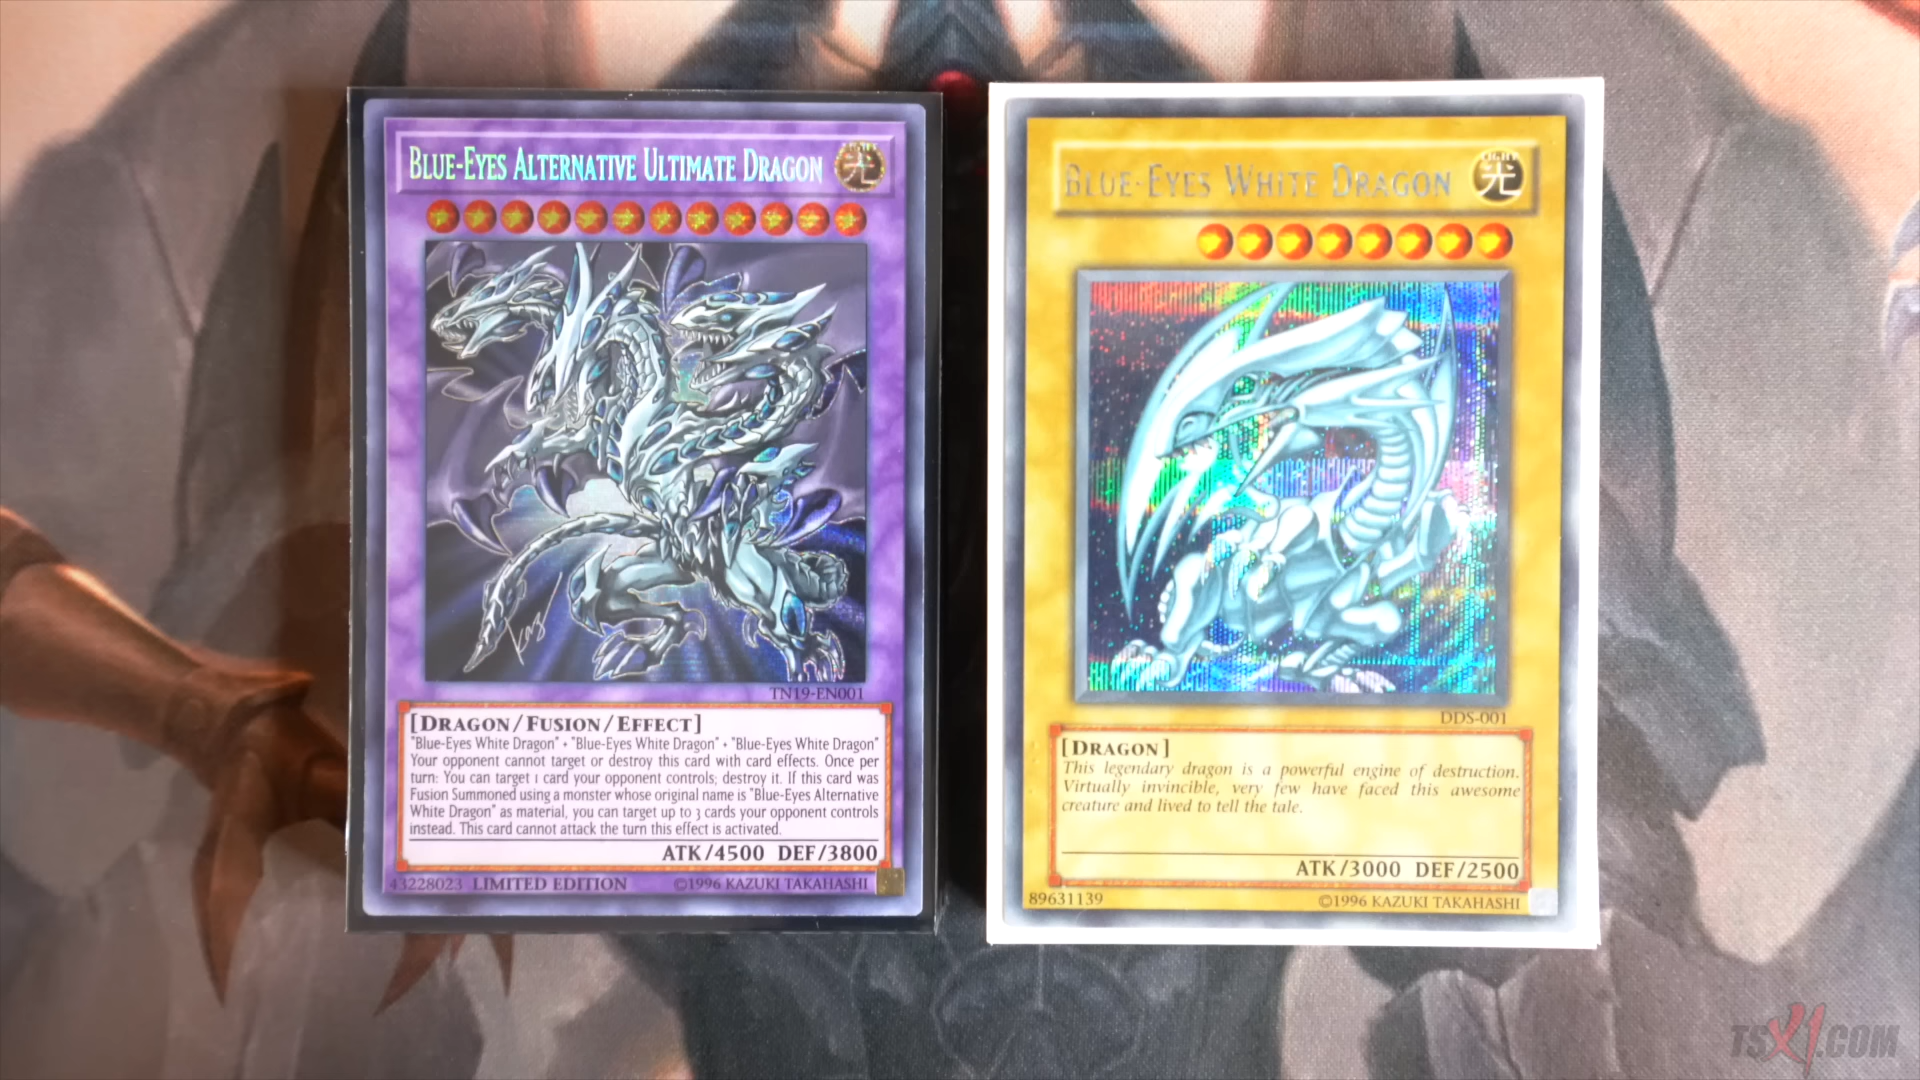 BLUE-EYES ALTERNATIVE ULTIMATE DRAGON
LIGHT
光
TN19-EN001
[DRAGON/FUSION/EFFECT]
"Blue-Eyes White Dragon" + "Blue-Eyes White Dragon" + "Blue-Eyes White Dragon"
Your opponent cannot target or destroy this card with card effects. Once per
turn: You can target 1 card your opponent controls; destroy it. If this card was
Fusion Summoned using a monster whose original name is "Blue-Eyes Alternative
White Dragon" as material, you can target up to 3 cards your opponent controls
instead. This card cannot attack the turn this effect is activated.
ATK/4500 DEF/3800
43228023 LIMITED EDITION ©1996 KAZUKI TAKAHASHI
Kaz
BLUE-EYES WHITE DRAGON
LIGHT
光
DDS-001
[DRAGON]
This legendary dragon is a powerful engine of destruction.
Virtually invincible, very few have faced this awesome
creature and lived to tell the tale.
ATK/3000 DEF/2500
89631139 ©1996 KAZUKI TAKAHASHI
TSX1.COM